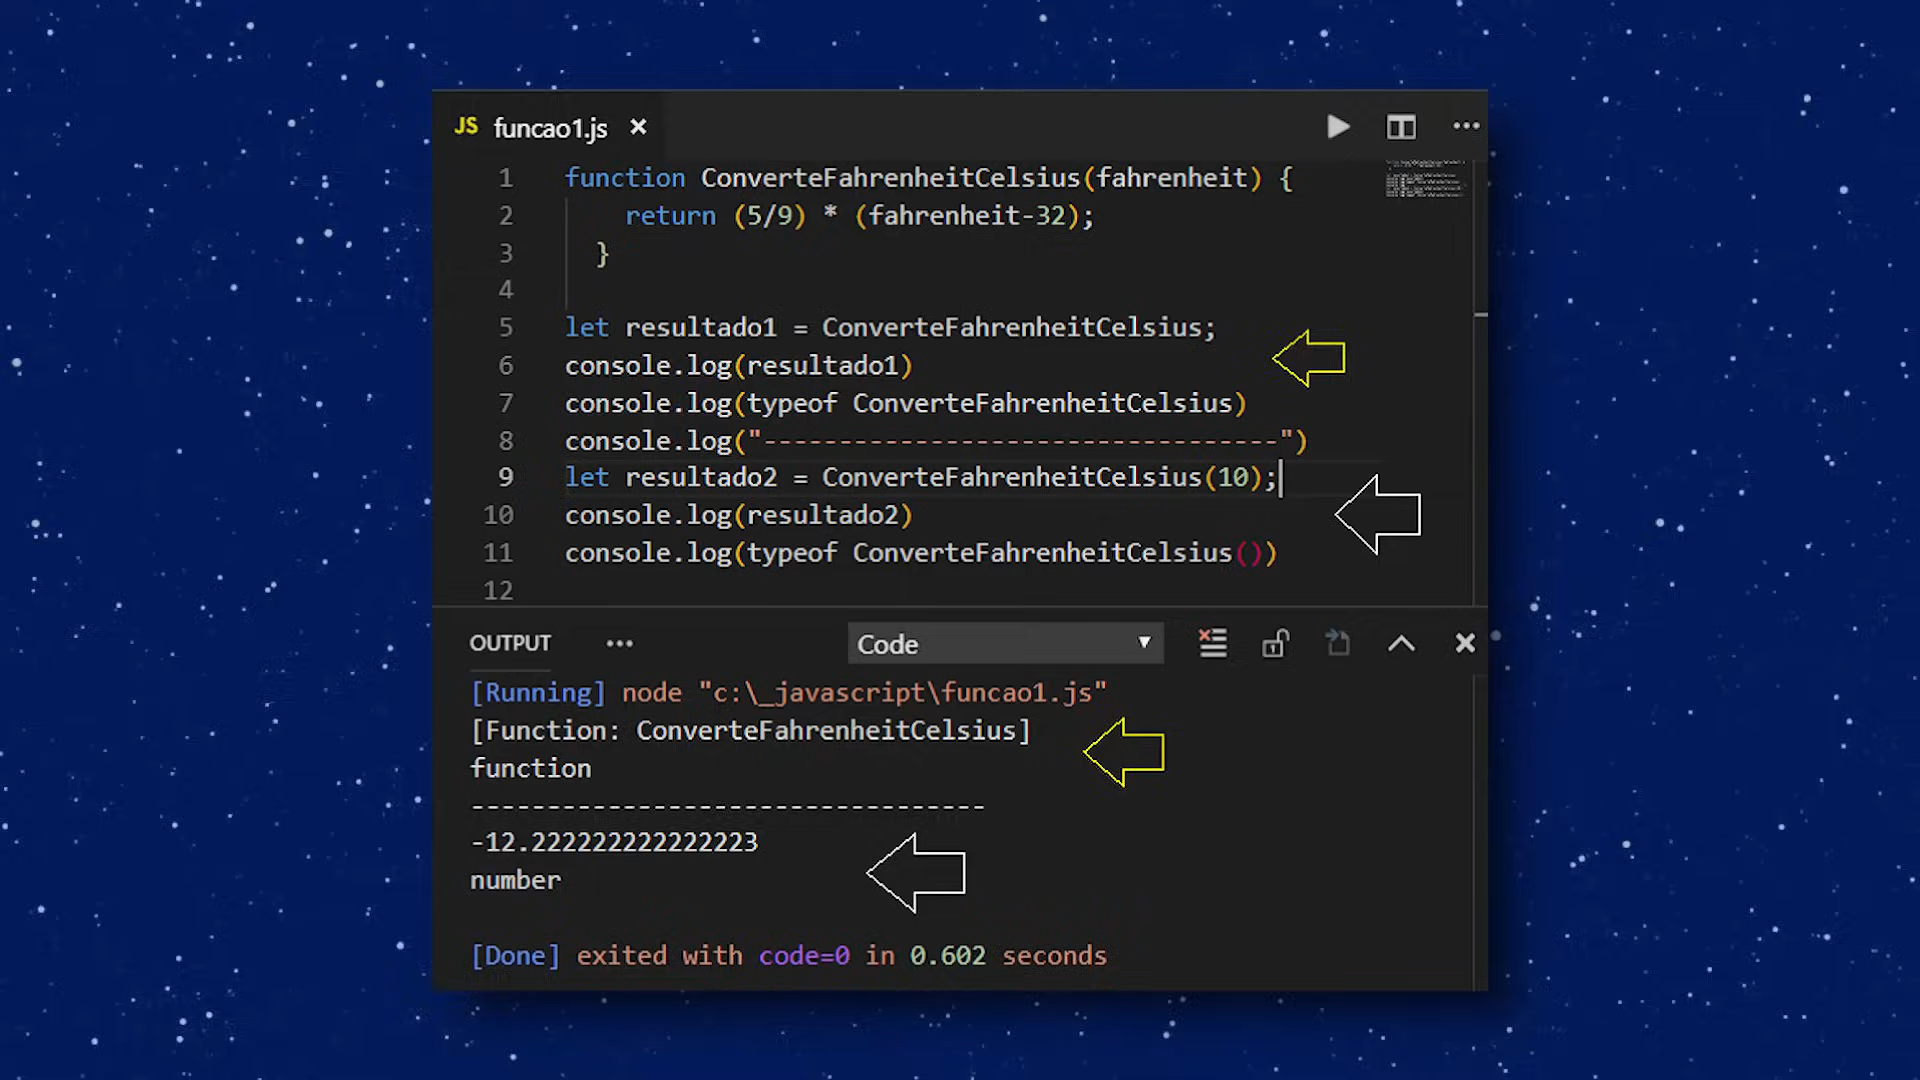 JS funcao1.js ×
1 function ConverteFahrenheitCelsius(fahrenheit) {
2 return (5/9) * (fahrenheit-32);
3 }
4
5 let resultado1 = ConverteFahrenheitCelsius;
6 console.log(resultado1)
7 console.log(typeof ConverteFahrenheitCelsius)
8 console.log("----------------------------------")
9 let resultado2 = ConverteFahrenheitCelsius(10);
10 console.log(resultado2)
11 console.log(typeof ConverteFahrenheitCelsius())
12
OUTPUT ··· Code
[Running] node "c:\_javascript\funcao1.js"
[Function: ConverteFahrenheitCelsius]
function
----------------------------------
-12.222222222222223
number
[Done] exited with code=0 in 0.602 seconds